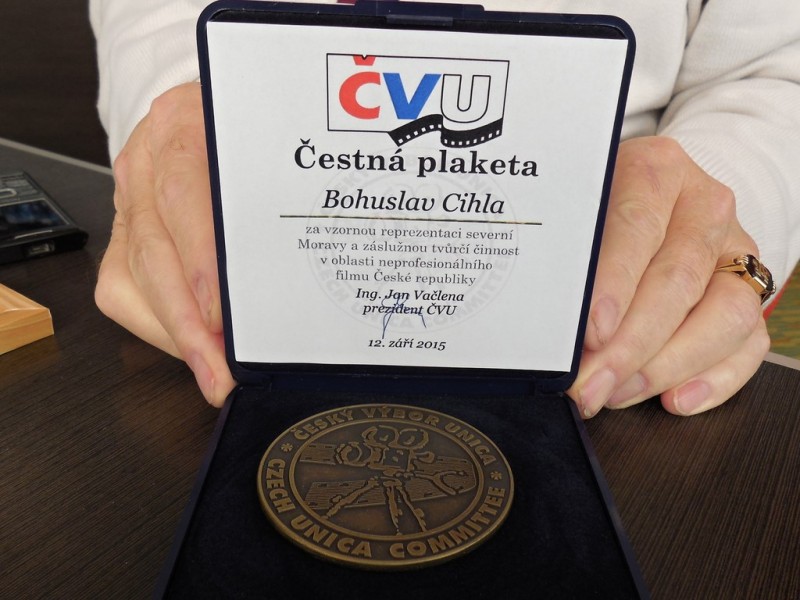 ČVU
Čestná plaketa
Bohuslav Cihla
za vzornou reprezentaci severní
Moravy a záslužnou tvůrčí činnost
v oblasti neprofesionálního
filmu České republiky
Ing. Jan Vačlena
prezident ČVU
12. září 2015
ČESKÝ VÝBOR UNICA
CZECH UNICA COMMITTEE